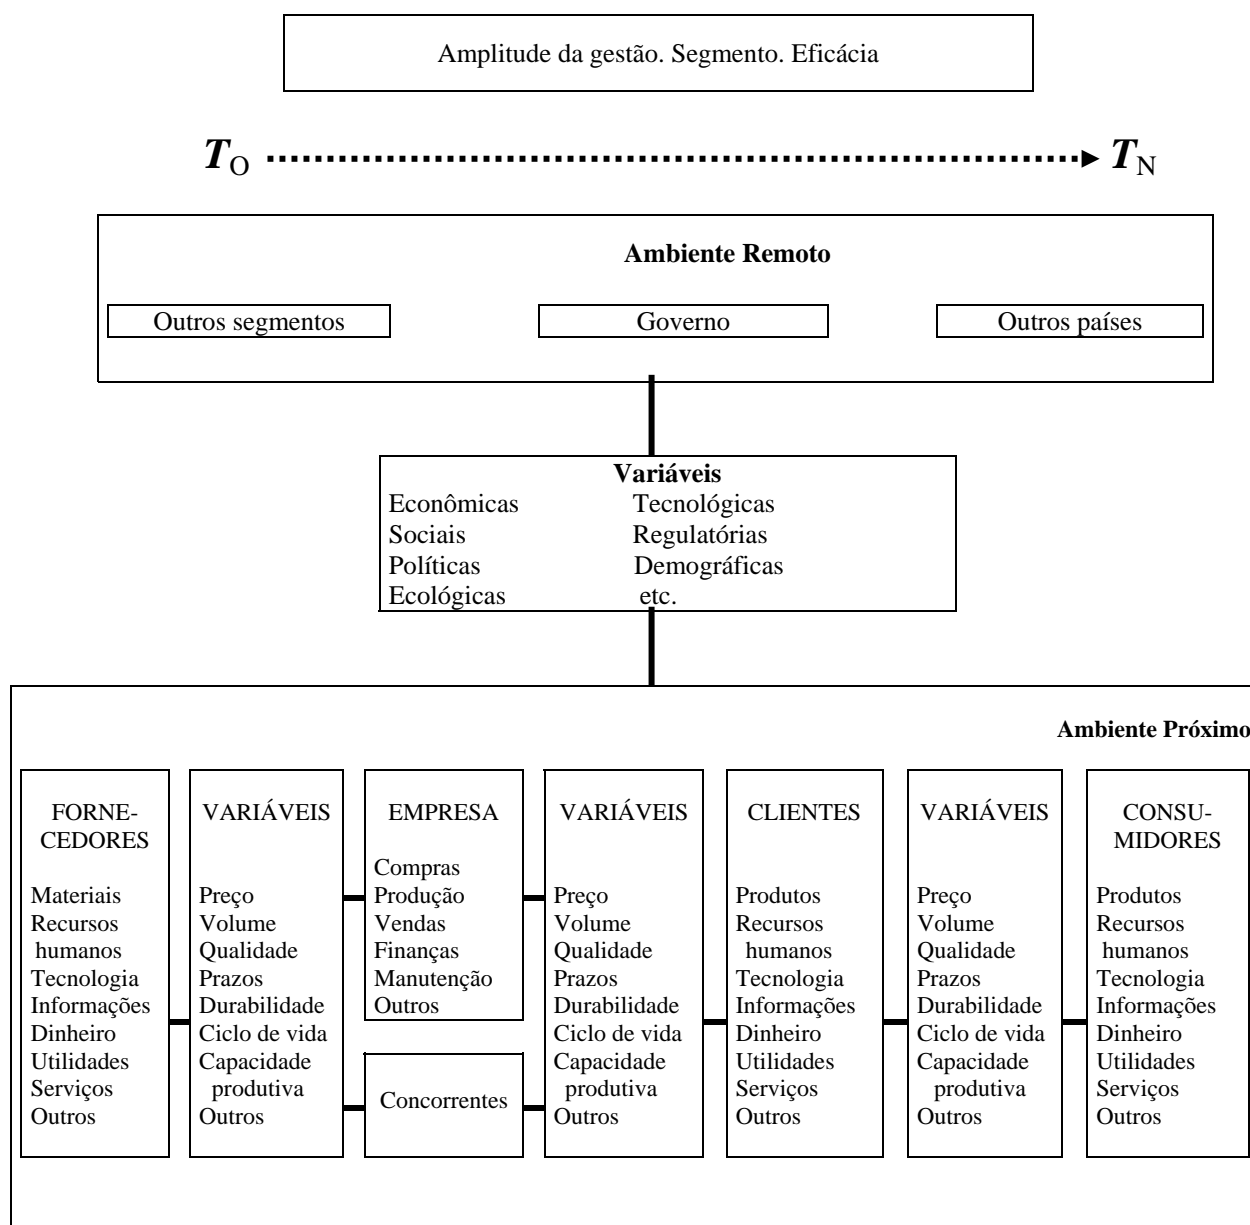 Amplitude da gestão. Segmento. Eficácia
TO
TN
Ambiente Remoto
Outros segmentos
Governo
Outros países
Variáveis
Econômicas
Tecnológicas
Sociais
Regulatórias
Políticas
Demográficas
Ecológicas
etc.
Ambiente Próximo
FORNE-
CEDORES
Materiais
Recursos
humanos
Tecnologia
Informações
Dinheiro
Utilidades
Serviços
Outros
VARIÁVEIS
Preço
Volume
Qualidade
Prazos
Durabilidade
Ciclo de vida
Capacidade
produtiva
Outros
EMPRESA
Compras
Produção
Vendas
Finanças
Manutenção
Outros
Concorrentes
VARIÁVEIS
Preço
Volume
Qualidade
Prazos
Durabilidade
Ciclo de vida
Capacidade
produtiva
Outros
CLIENTES
Produtos
Recursos
humanos
Tecnologia
Informações
Dinheiro
Utilidades
Serviços
Outros
VARIÁVEIS
Preço
Volume
Qualidade
Prazos
Durabilidade
Ciclo de vida
Capacidade
produtiva
Outros
CONSU-
MIDORES
Produtos
Recursos
humanos
Tecnologia
Informações
Dinheiro
Utilidades
Serviços
Outros